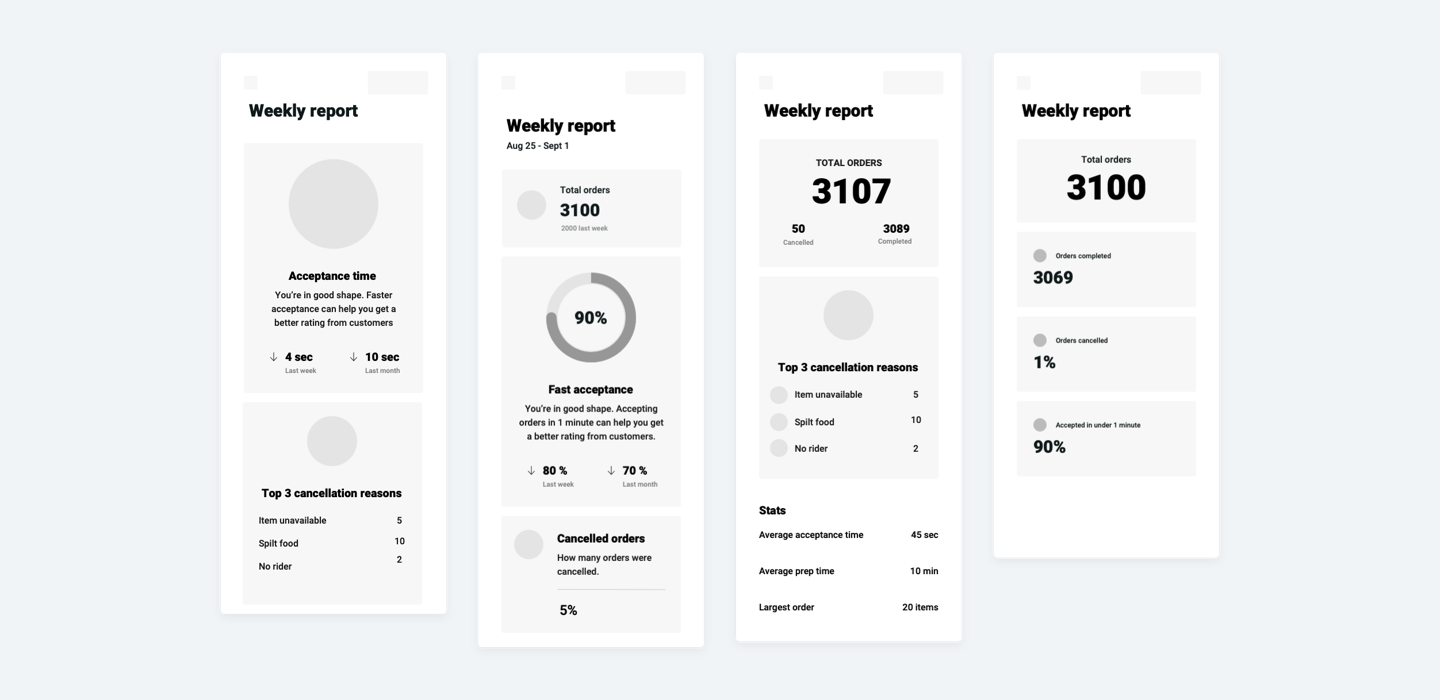 Weekly report
Acceptance time
You're in good shape. Faster
acceptance can help you get a
better rating from customers
↓ 4 sec ↓ 10 sec
Last week Last month
Top 3 cancellation reasons
Item unavailable 5
Spilt food 10
No rider 2
Weekly report
Aug 25 - Sept 1
Total orders
3100
2000 last week
90%
Fast acceptance
You're in good shape. Accepting
orders in 1 minute can help you get
a better rating from customers.
↓ 80 % ↓ 70 %
Last week Last month
Cancelled orders
How many orders were
cancelled.
5%
Weekly report
TOTAL ORDERS
3107
50 3089
Cancelled Completed
Top 3 cancellation reasons
Item unavailable 5
Spilt food 10
No rider 2
Stats
Average acceptance time 45 sec
Average prep time 10 min
Largest order 20 items
Weekly report
Total orders
3100
Orders completed
3069
Orders cancelled
1%
Accepted in under 1 minute
90%